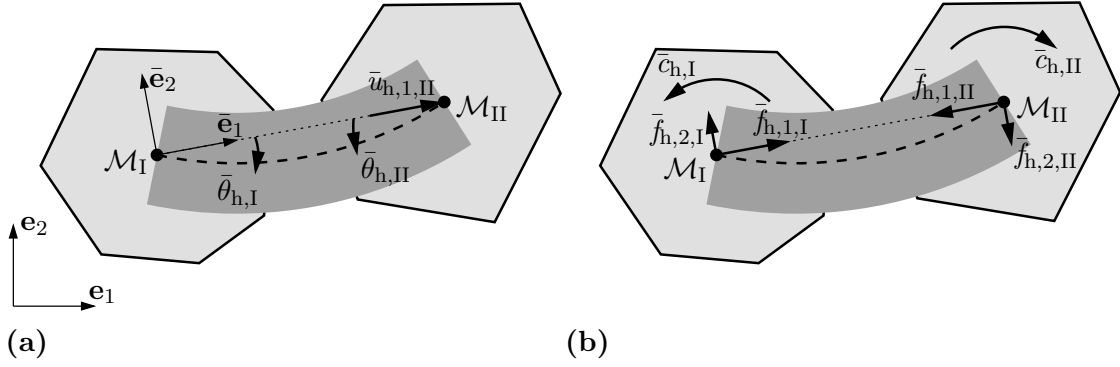 ē₂
ū_h,1,II
M_II
ē₁
M_I
θ̄_h,I
θ̄_h,II
e₂
e₁
(a)
c̄_h,I
c̄_h,II
f̄_h,1,II
f̄_h,2,I
f̄_h,1,I
M_II
M_I
f̄_h,2,II
(b)